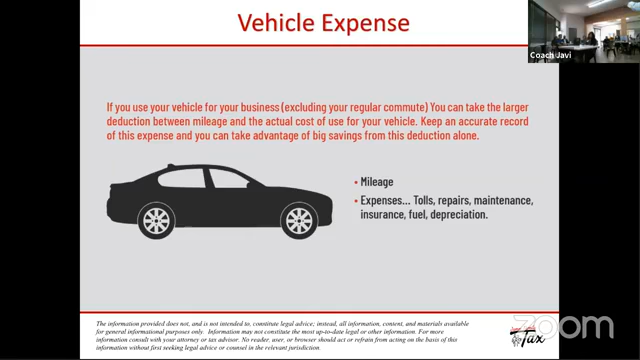 Vehicle Expense
Coach Javi
If you use your vehicle for your business (excluding your regular commute) You can take the larger
deduction between mileage and the actual cost of use for your vehicle. Keep an accurate record
of this expense and you can take advantage of big savings from this deduction alone.
• Mileage
• Expenses... Tolls, repairs, maintenance,
insurance, fuel, depreciation.
The information provided does not, and is not intended to, constitute legal advice; instead, all information, content, and materials available
for general informational purposes only. Information may not constitute the most up-to-date legal or other information. For more
information consult with your attorney or tax advisor. No reader, user, or browser should act or refrain from acting on the basis of this
information without first seeking legal advice or counsel in the relevant jurisdiction.
Tax
zoom